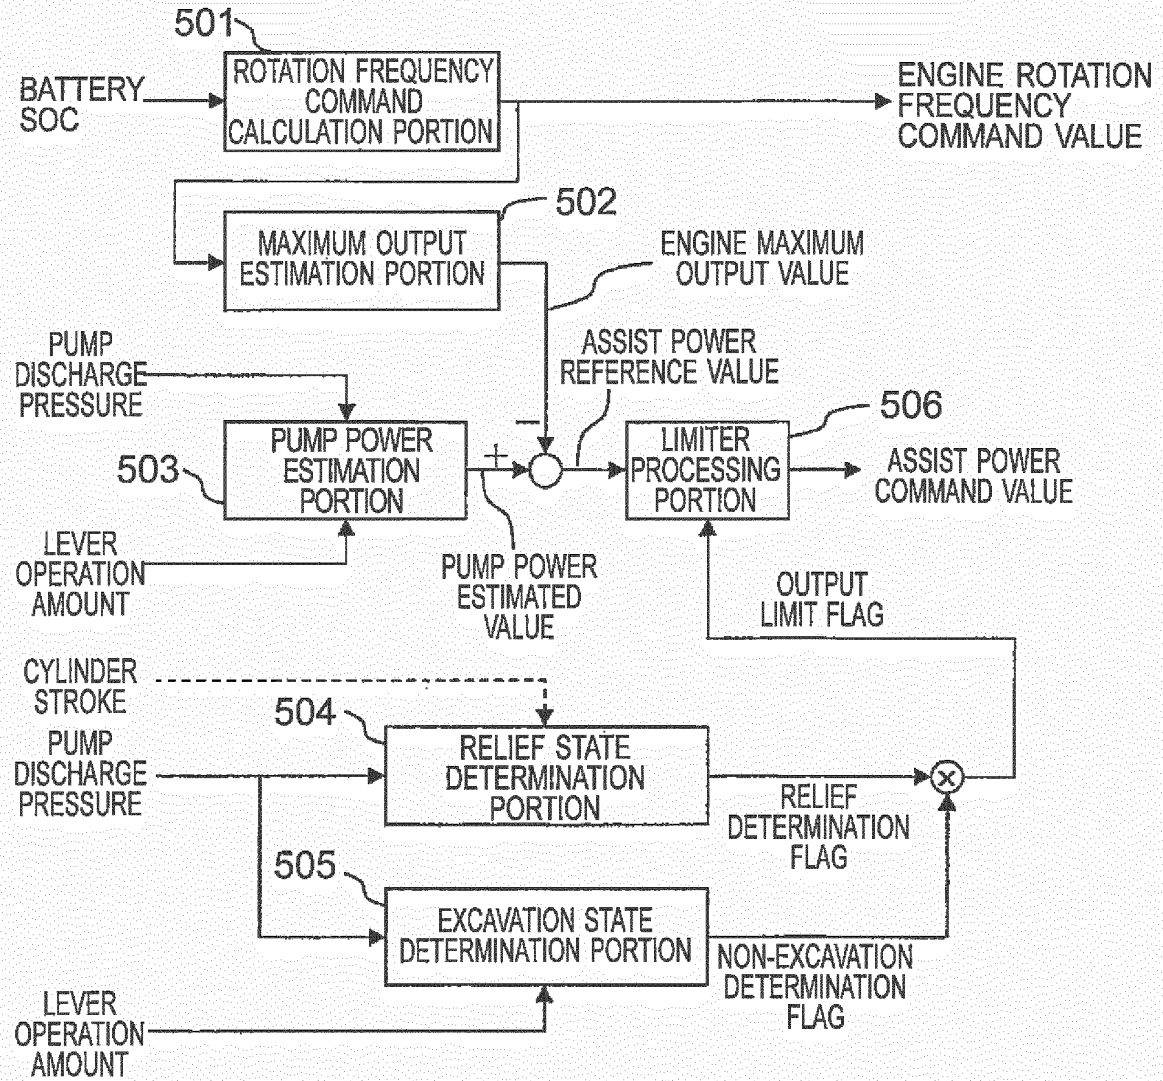 501
BATTERY
SOC
ROTATION FREQUENCY
COMMAND
CALCULATION PORTION
ENGINE ROTATION
FREQUENCY
COMMAND VALUE
502
MAXIMUM OUTPUT
ESTIMATION PORTION
ENGINE MAXIMUM
OUTPUT VALUE
PUMP
DISCHARGE
PRESSURE
ASSIST POWER
REFERENCE VALUE
503
PUMP POWER
ESTIMATION
PORTION
+
−
506
LIMITER
PROCESSING
PORTION
ASSIST POWER
COMMAND VALUE
LEVER
OPERATION
AMOUNT
PUMP POWER
ESTIMATED
VALUE
OUTPUT
LIMIT FLAG
CYLINDER
STROKE
504
PUMP
DISCHARGE
PRESSURE
RELIEF STATE
DETERMINATION
PORTION
×
RELIEF
DETERMINATION
FLAG
505
EXCAVATION STATE
DETERMINATION PORTION
NON-EXCAVATION
DETERMINATION
FLAG
LEVER
OPERATION
AMOUNT